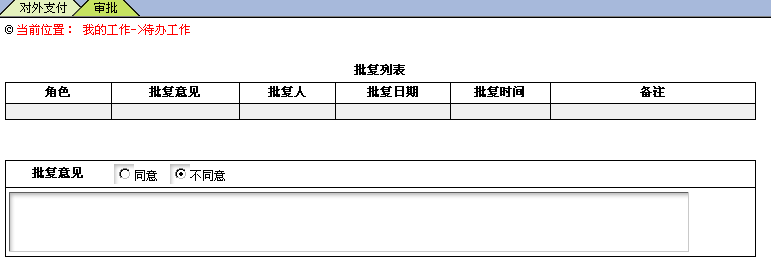 对外支付 审批
©当前位置： 我的工作->待办工作
批复列表
角色 批复意见 批复人 批复日期 批复时间 备注
批复意见 同意 不同意